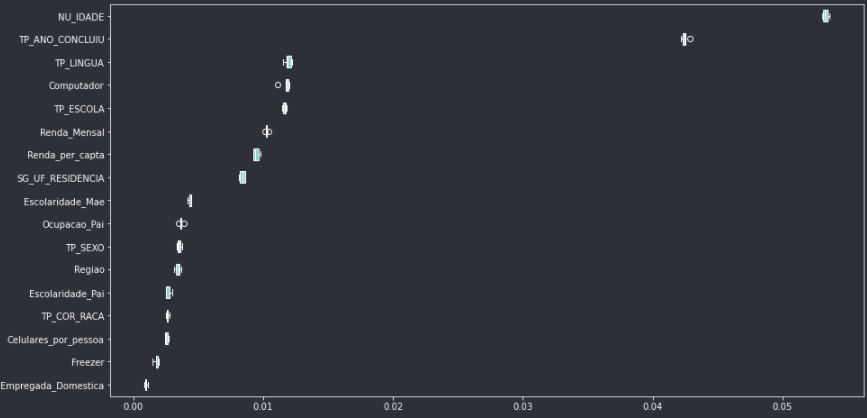 NU_IDADE
TP_ANO_CONCLUIU
TP_LINGUA
Computador
TP_ESCOLA
Renda_Mensal
Renda_per_capta
SG_UF_RESIDENCIA
Escolaridade_Mae
Ocupacao_Pai
TP_SEXO
Regiao
Escolaridade_Pai
TP_COR_RACA
Celulares_por_pessoa
Freezer
Empregada_Domestica
0.00 0.01 0.02 0.03 0.04 0.05